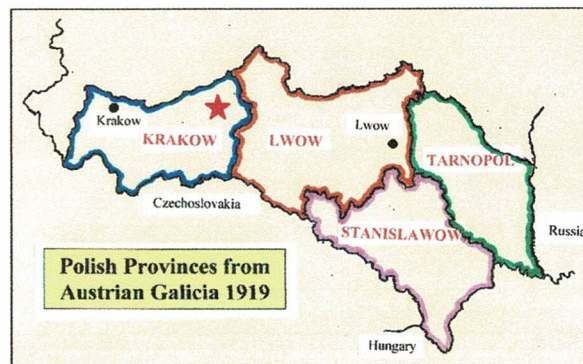 Krakow
KRAKOW
LWOW
Lwow
TARNOPOL
Czechoslovakia
STANISLAWOW
Russia
Polish Provinces from
Austrian Galicia 1919
Hungary